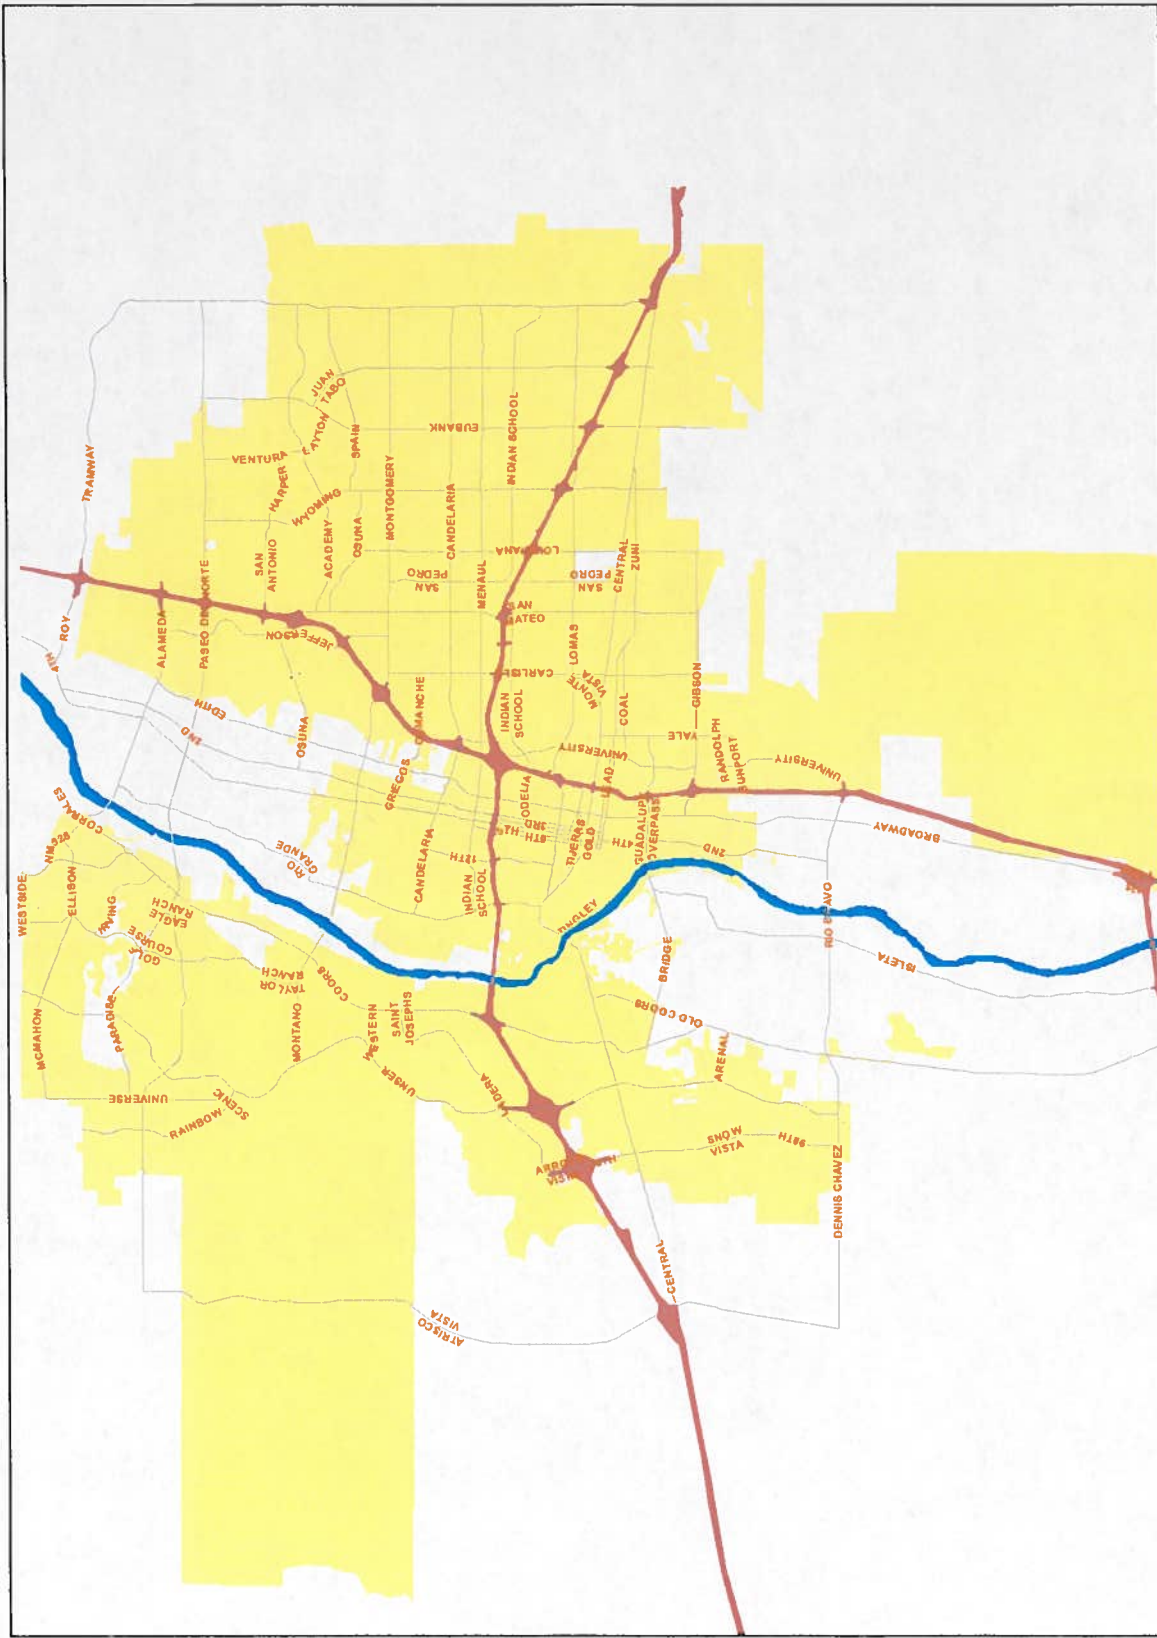 TRAMWAY
JUAN
TABO
LAYTON
EUBANK
SPAIN
INDIAN SCHOOL
VENTURA
HARPER
WYOMING
MONTGOMERY
CANDELARIA
OSUNA
ACADEMY
SAN
ANTONIO
LOUISIANA
CENTRAL
ZUNI
SAN
PEDRO
SAN
PEDRO
MENAUL
PASEO DEL NORTE
ALAMEDA
ROY
4TH
JEFFERSON
SAN
MATEO
LOMAS
CARLISLE
MONTE
VISTA
GIBSON
COAL
INDIAN
SCHOOL
COMANCHE
EDITH
2ND
OSUNA
UNIVERSITY
YALE
RANDOLPH
SUNPORT
UNIVERSITY
GRIEGOS
ODELIA
LEAD
CORRALES
NM 528
3RD
5TH
TIJERAS
GOLD
GUADALUPE
OVERPASS
4TH
2ND
BROADWAY
RIO
GRANDE
CANDELARIA
12TH
INDIAN
SCHOOL
WESTSIDE
ELLISON
IRVING
EAGLE
RANCH
GOLF
COURSE
RIO BRAVO
BRIDGE
ISLETA
TAYLOR
RANCH
COORS
PARADISE
MCMAHON
MONTANO
WESTERN
SAINT
JOSEPHS
OLD COORS
ARENAL
UNSER
LADERA
UNIVERSE
SCENIC
RAINBOW
SNOW
VISTA
98TH
DENNIS CHAVEZ
CENTRAL
ATRISCO
VISTA